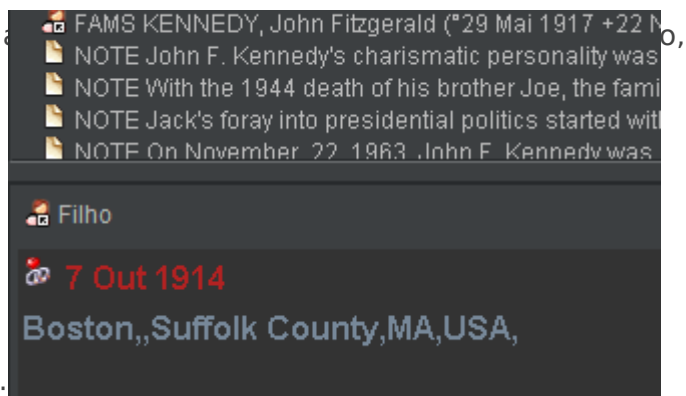 FAMS KENNEDY, John Fitzgerald (*29 Mai 1917 +22
o,
NOTE John F. Kennedy's charismatic personality was
NOTE With the 1944 death of his brother Joe, the
NOTE Jack's foray into presidential politics started
NOTE On November, 22, 1963, John F. Kennedy was
Filho
7 Out 1914
Boston,,Suffolk County,MA,USA,
.